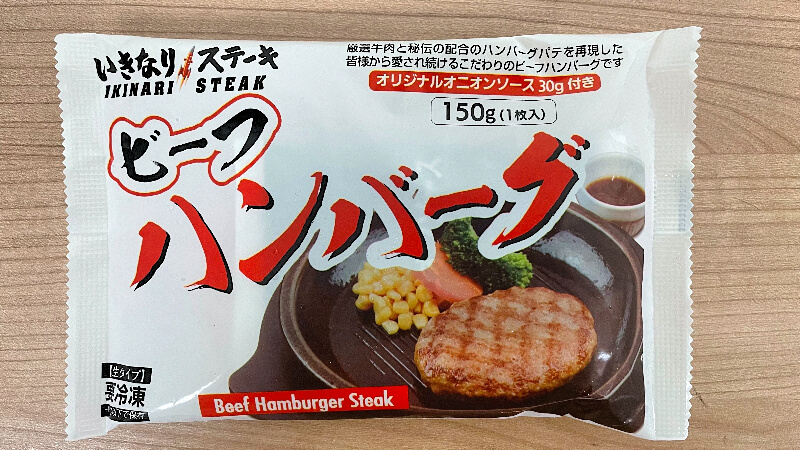 いきなりステーキ
IKINARI STEAK
厳選牛肉と秘伝の配合のハンバーグパテを再現した
皆様から愛され続けるこだわりのビーフハンバーグです
オリジナルオニオンソース30g付き
150g(1枚入)
ビーフ
ハンバーグ
【生タイプ】
要冷凍
Beef Hamburger Steak